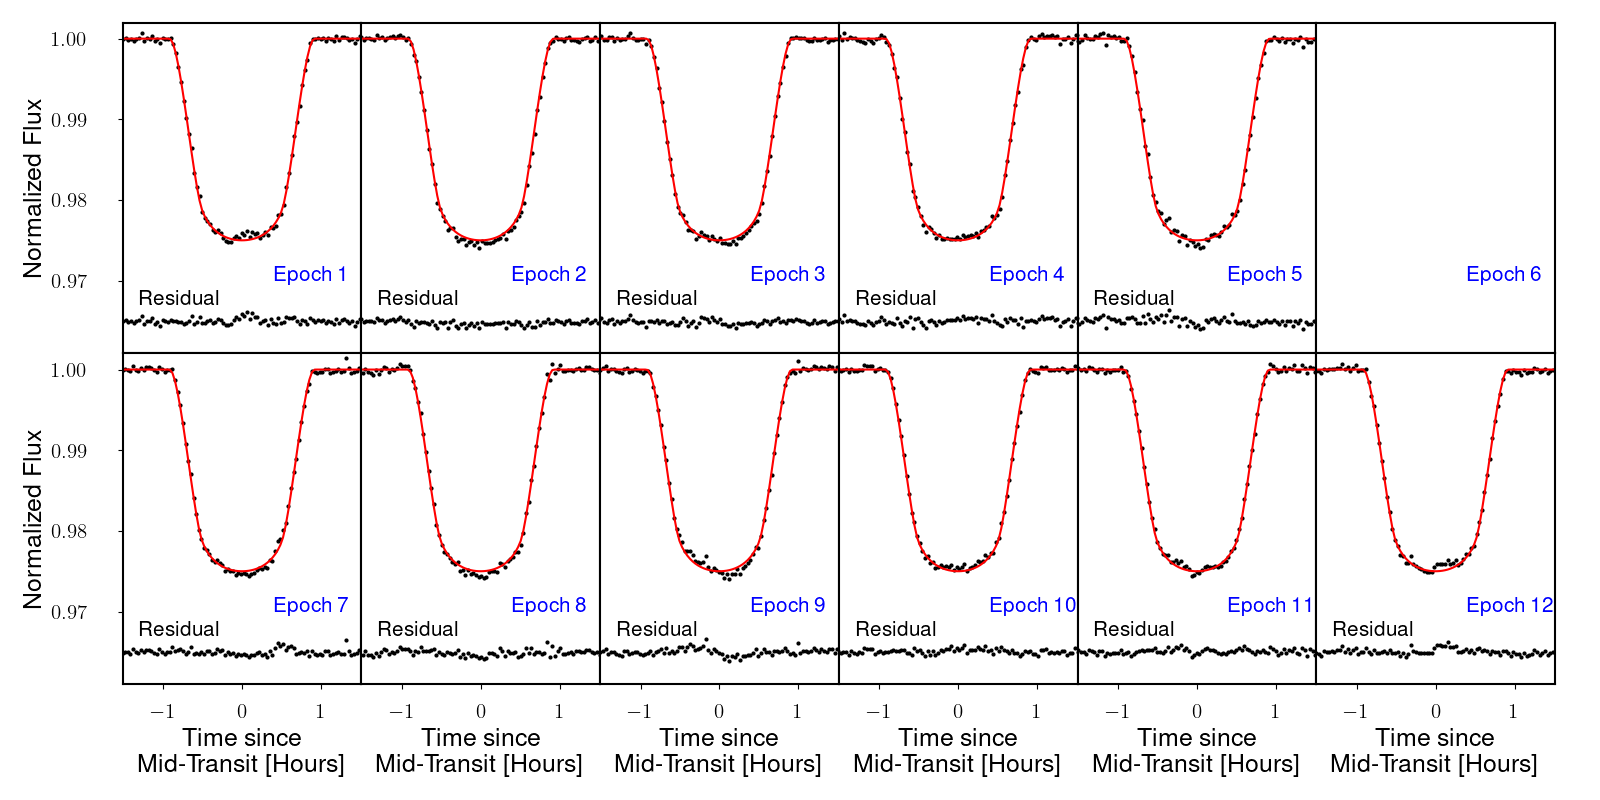 Normalized Flux
1.00
0.99
0.98
0.97
Epoch 1
Residual
Epoch 2
Residual
Epoch 3
Residual
Epoch 4
Residual
Epoch 5
Residual
Epoch 6
Normalized Flux
1.00
0.99
0.98
0.97
Epoch 7
Residual
Epoch 8
Residual
Epoch 9
Residual
Epoch 10
Residual
Epoch 11
Residual
Epoch 12
Residual
−1 0 1 −1 0 1 −1 0 1 −1 0 1 −1 0 1 −1 0 1
Time since
Mid-Transit [Hours]
Time since
Mid-Transit [Hours]
Time since
Mid-Transit [Hours]
Time since
Mid-Transit [Hours]
Time since
Mid-Transit [Hours]
Time since
Mid-Transit [Hours]